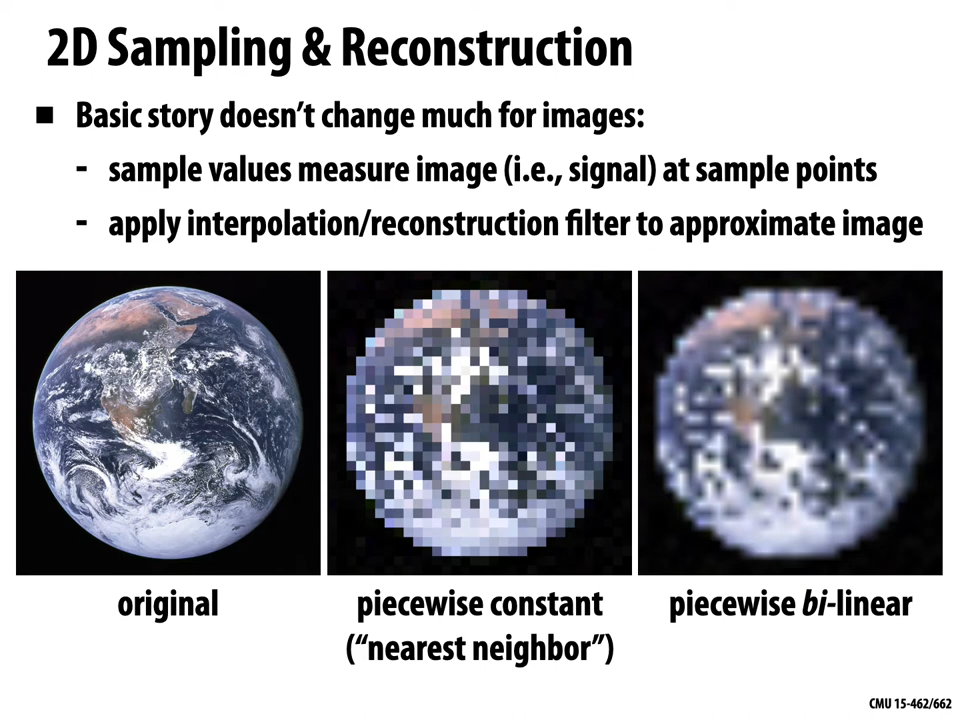 2D Sampling & Reconstruction
■ Basic story doesn’t change much for images:
- sample values measure image (i.e., signal) at sample points
- apply interpolation/reconstruction filter to approximate image
original
piecewise constant
(“nearest neighbor”)
piecewise bi-linear
CMU 15-462/662